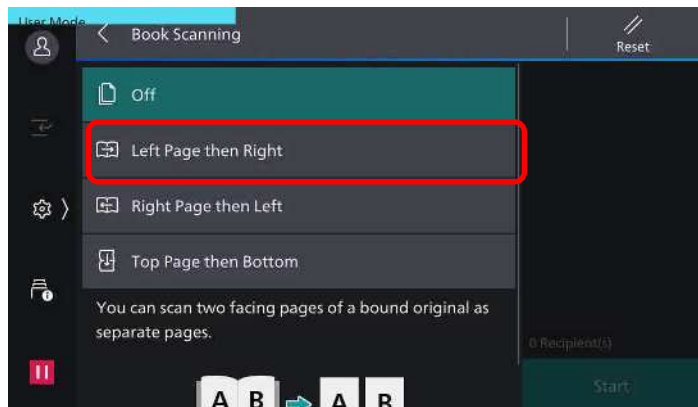 User Mode
Book Scanning
Reset
Off
Left Page then Right
Right Page then Left
Top Page then Bottom
You can scan two facing pages of a bound original as
separate pages.
0 Recipient(s)
Start
A B A B